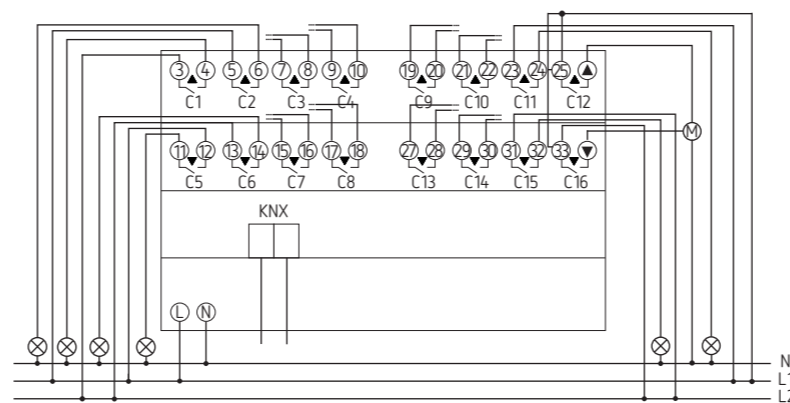 3 4 5 6 7 8 9 10 19 20 21 22 23 24 25
C1 C2 C3 C4 C9 C10 C11 C12
M
11 12 13 14 15 16 17 18 27 28 29 30 31 32 33
C5 C6 C7 C8 C13 C14 C15 C16
KNX
L N
N
L1
L2